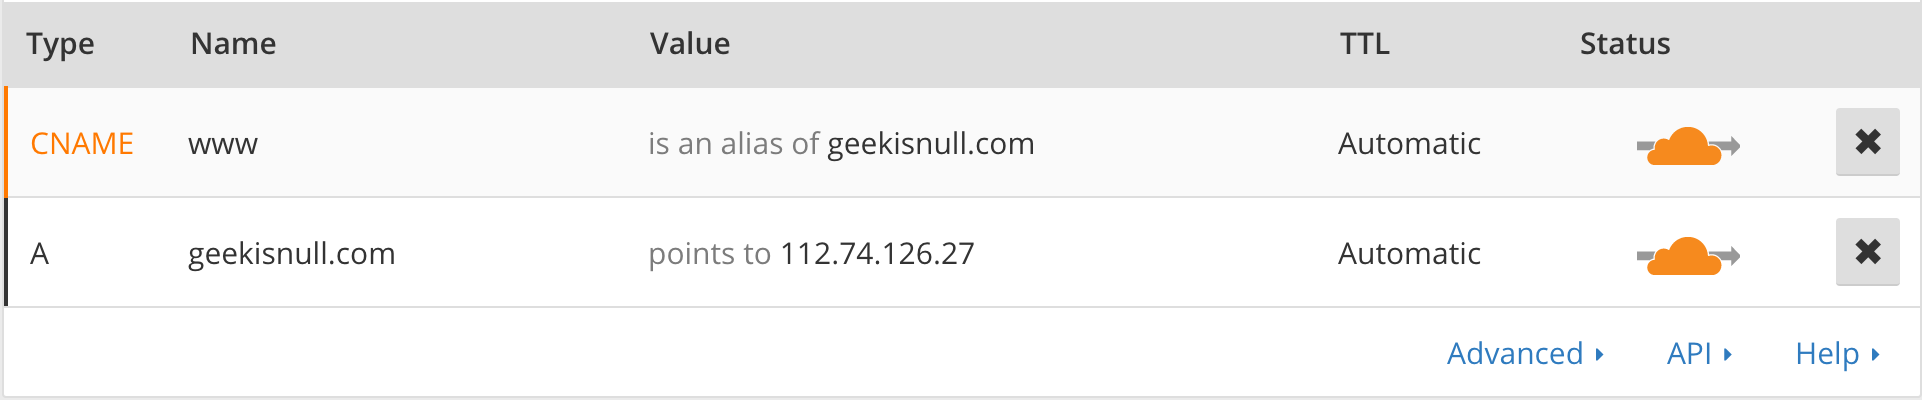 Type Name Value TTL Status
CNAME www is an alias of geekisnull.com Automatic
A geekisnull.com points to 112.74.126.27 Automatic
Advanced API Help